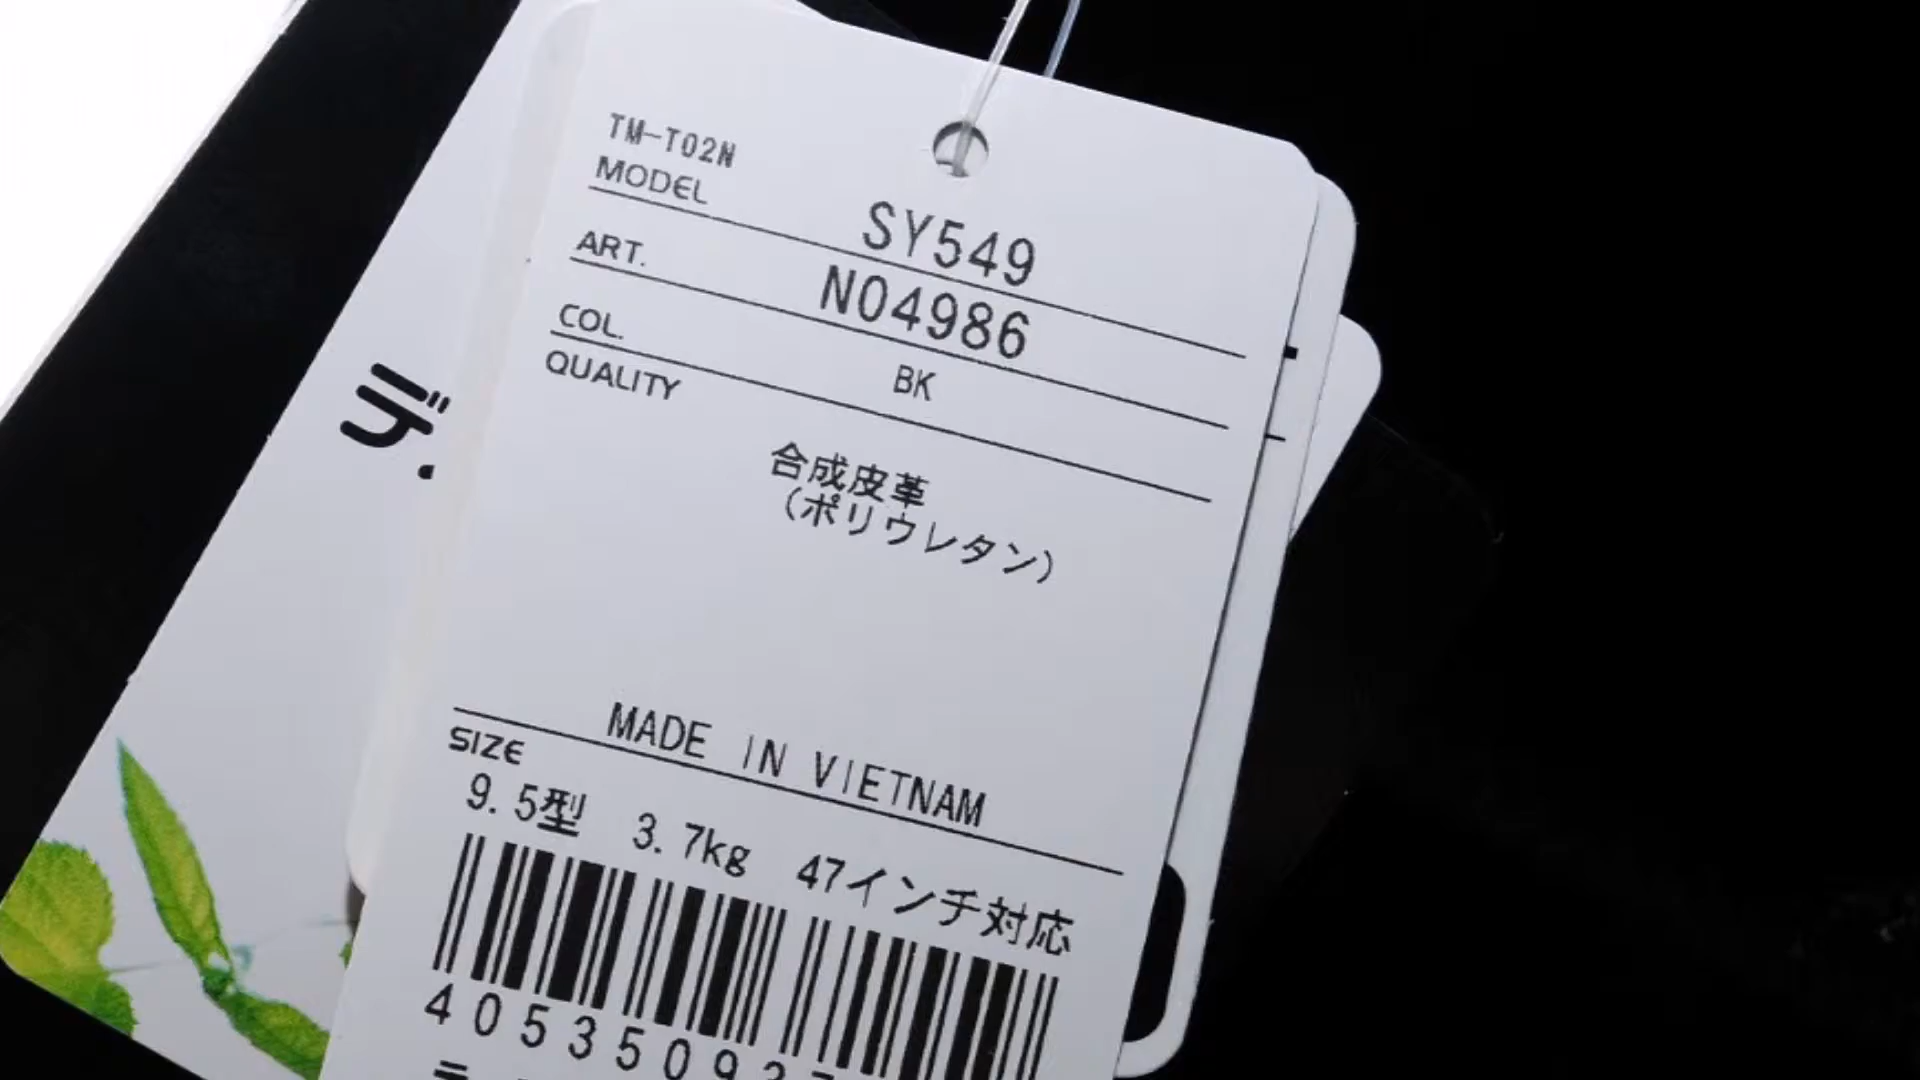 TM-T02N
MODEL
SY549
ART.
N04986
COL.
BK
QUALITY
合成皮革
(ポリウレタン)
MADE IN VIETNAM
SIZE
9.5型 3.7kg 47インチ対応
40535093
デ.